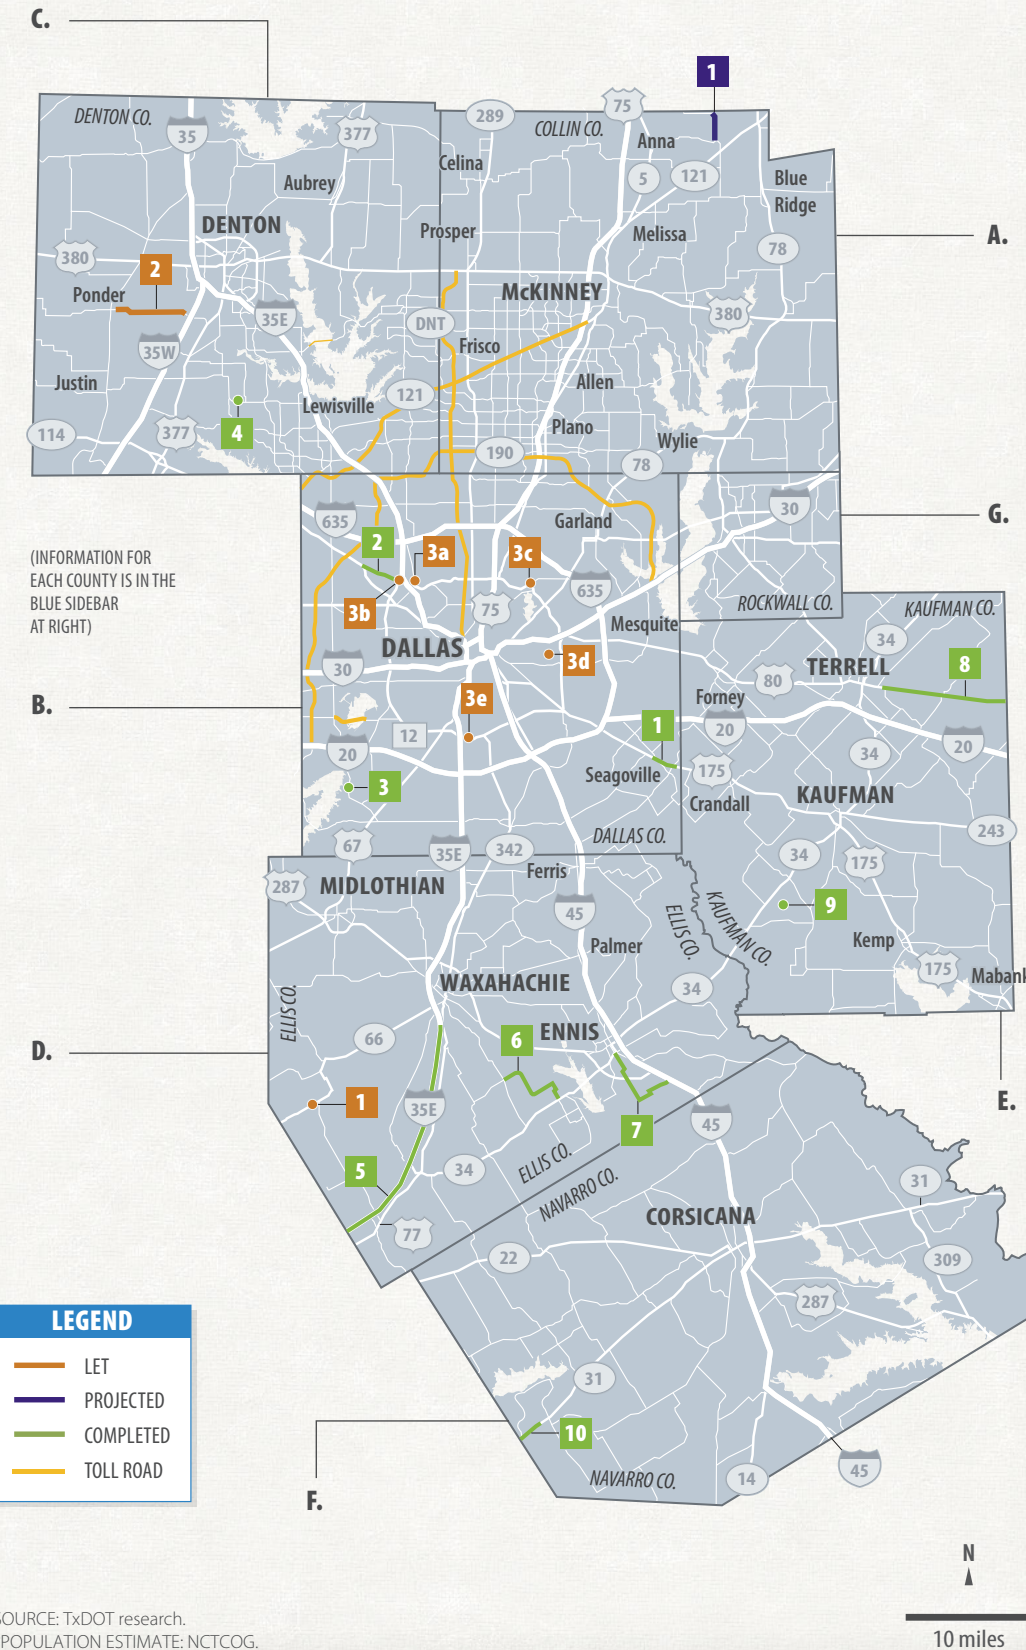 C.
1
DENTON CO.
35
377
289
75
COLLIN CO.
Anna
Celina
5
121
Blue
Ridge
Aubrey
DENTON
Prosper
Melissa
A.
78
380
2
Ponder
McKINNEY
380
35E
DNT
35W
Frisco
Justin
Allen
121
Lewisville
4
377
114
Plano
Wylie
190
78
30
G.
635
Garland
2
3a
3c
(INFORMATION FOR
EACH COUNTY IS IN THE
BLUE SIDEBAR
AT RIGHT)
635
3b
75
Mesquite
ROCKWALL CO.
KAUFMAN CO.
34
DALLAS
3d
TERRELL
8
30
80
3e
Forney
B.
12
1
20
20
20
34
Seagoville
175
3
Crandall
KAUFMAN
67
35E
342
DALLAS CO.
243
34
175
287
MIDLOTHIAN
Ferris
45
ELLIS CO.
KAUFMAN CO.
9
Palmer
Kemp
175
Mabank
WAXAHACHIE
34
ELLIS CO.
66
6
ENNIS
D.
1
35E
E.
7
45
5
34
ELLIS CO.
NAVARRO CO.
31
77
CORSICANA
22
309
287
LEGEND
LET
PROJECTED
COMPLETED
TOLL ROAD
31
10
F.
NAVARRO CO.
14
45
N
SOURCE: TxDOT research.
POPULATION ESTIMATE: NCTCOG.
10 miles